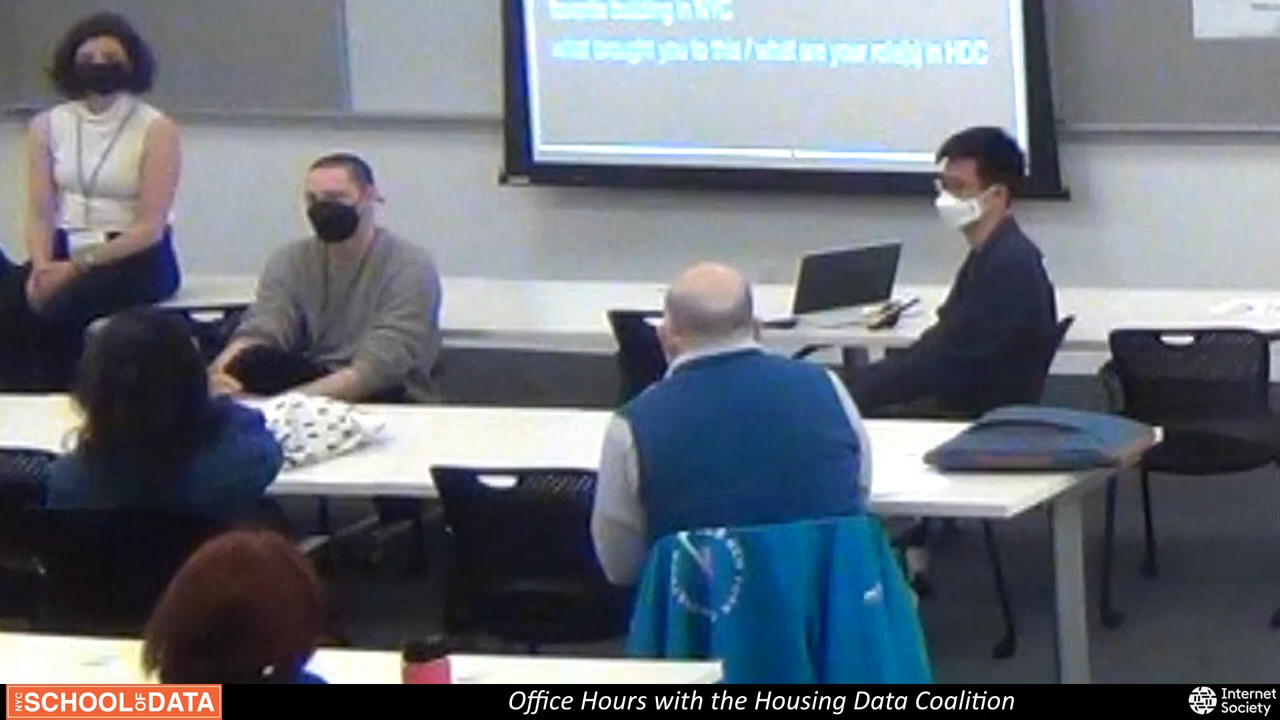 favorite building in NYC
what brought you to this / what are your role(s) in HDC
NYC SCHOOL OF DATA
Office Hours with the Housing Data Coalition
Internet
Society